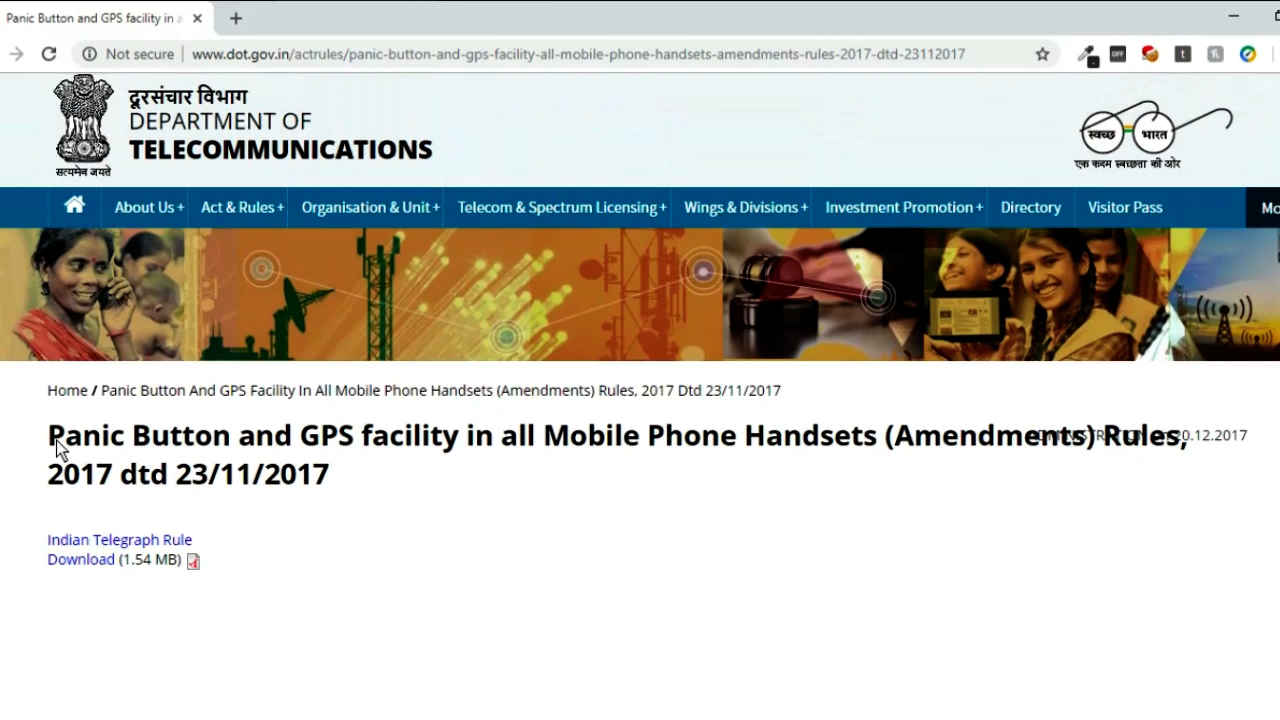 Panic Button and GPS facility in a
Not secure | www.dot.gov.in/actrules/panic-button-and-gps-facility-all-mobile-phone-handsets-amendments-rules-2017-dtd-23112017
OFF
t
दूरसंचार विभाग
DEPARTMENT OF
TELECOMMUNICATIONS
सत्यमेव जयते
स्वच्छ भारत
एक कदम स्वच्छता की ओर
About Us + Act & Rules + Organisation & Unit + Telecom & Spectrum Licensing + Wings & Divisions + Investment Promotion + Directory Visitor Pass Mo
Home / Panic Button And GPS Facility In All Mobile Phone Handsets (Amendments) Rules, 2017 Dtd 23/11/2017
Panic Button and GPS facility in all Mobile Phone Handsets (Amendments) Rules,
20.12.2017
2017 dtd 23/11/2017
Indian Telegraph Rule
Download (1.54 MB)